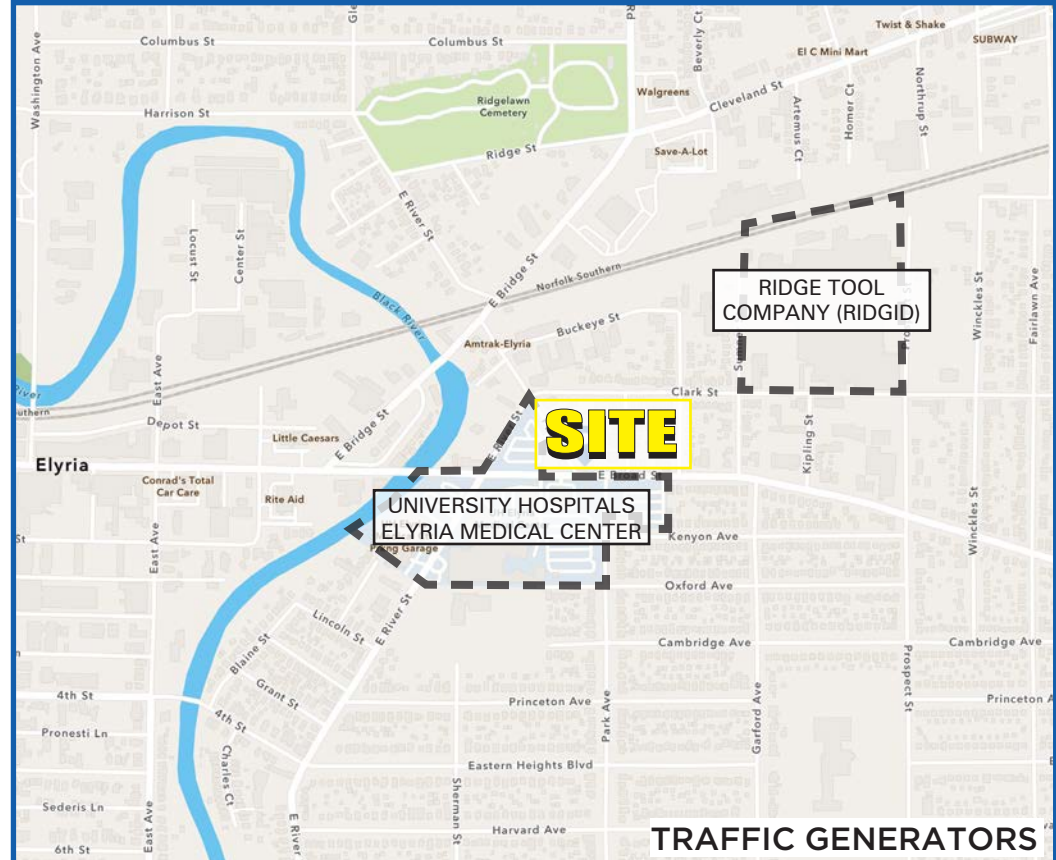 Twist & Shake
SUBWAY
Columbus St
Columbus St
El C Mini Mart
Washington Ave
Beverly Ct
Walgreens
Cleveland St
Northrup St
Harrison St
Ridgelawn
Cemetery
Artemus Ct
Homer Ct
Ridge St
Save-A-Lot
E River St
Locust St
Center St
E Bridge St
Norfolk Southern
RIDGE TOOL
COMPANY (RIDGID)
Winckles St
Fairlawn Ave
Black River
Buckeye St
Amtrak-Elyria
River
East Ave
Clark St
Depot St
E Bridge St
Little Caesars
SITE
Kipling St
Elyria
E Broad St
Conrad's Total
Car Care
Rite Aid
UNIVERSITY HOSPITALS
ELYRIA MEDICAL CENTER
Winckles St
St
East Ave
Kenyon Ave
Garage
Oxford Ave
Lincoln St
E River St
Blaine St
Cambridge Ave
Cambridge Ave
4th St
Grant St
Princeton Ave
Park Ave
Garford Ave
Prospect St
Princeton A
Pronesti Ln
4th St
Charles Ct
Eastern Heights Blvd
Sederis Ln
East Ave
E River
Sherman St
Harvard Ave
6th St
TRAFFIC GENERATORS